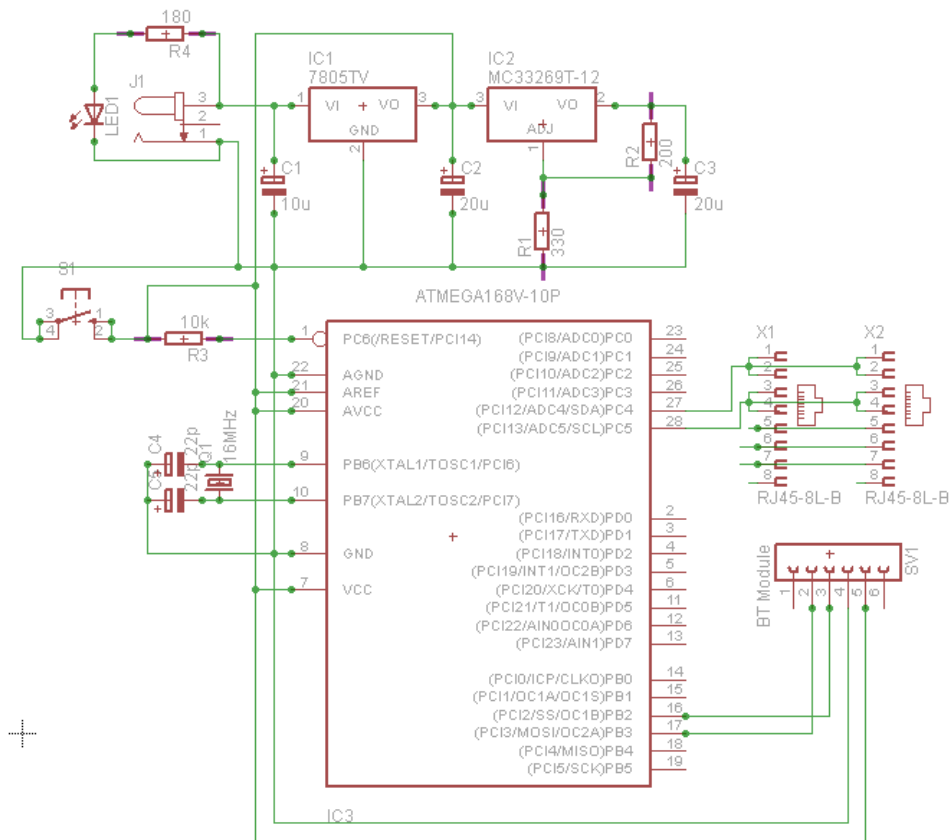 180
R4
J1
LED1
3
2
1
IC1
7805TV
1
VI
VO
3
GND
2
IC2
MC33269T-12
3
VI
VO
2
ADJ
1
R2
200
C1
10u
C2
20u
C3
20u
R1
330
S1
3
4
1
2
10k
R3
ATMEGA168V-10P
1
PC6(/RESET/PCI14)
22
AGND
21
AREF
20
AVCC
9
PB6(XTAL1/TOSC1/PCI6)
10
PB7(XTAL2/TOSC2/PCI7)
8
GND
7
VCC
C4
22p
C5
22p
Q1
16MHz
(PCI8/ADC0)PC0
23
(PCI9/ADC1)PC1
24
(PCI10/ADC2)PC2
25
(PCI11/ADC3)PC3
26
(PCI12/ADC4/SDA)PC4
27
(PCI13/ADC5/SCL)PC5
28
(PCI16/RXD)PD0
2
(PCI17/TXD)PD1
3
(PCI18/INT0)PD2
4
(PCI19/INT1/OC2B)PD3
5
(PCI20/XCK/T0)PD4
6
(PCI21/T1/OC0B)PD5
11
(PCI22/AIN0OC0A)PD6
12
(PCI23/AIN1)PD7
13
(PCI0/ICP/CLKO)PB0
14
(PCI1/OC1A/OC1S)PB1
15
(PCI2/SS/OC1B)PB2
16
(PCI3/MOSI/OC2A)PB3
17
(PCI4/MISO)PB4
18
(PCI5/SCK)PB5
19
IC3
X1
1
2
3
4
5
6
7
8
RJ45-8L-B
X2
1
2
3
4
5
6
7
8
RJ45-8L-B
BT Module
1
2
3
4
5
6
SV1